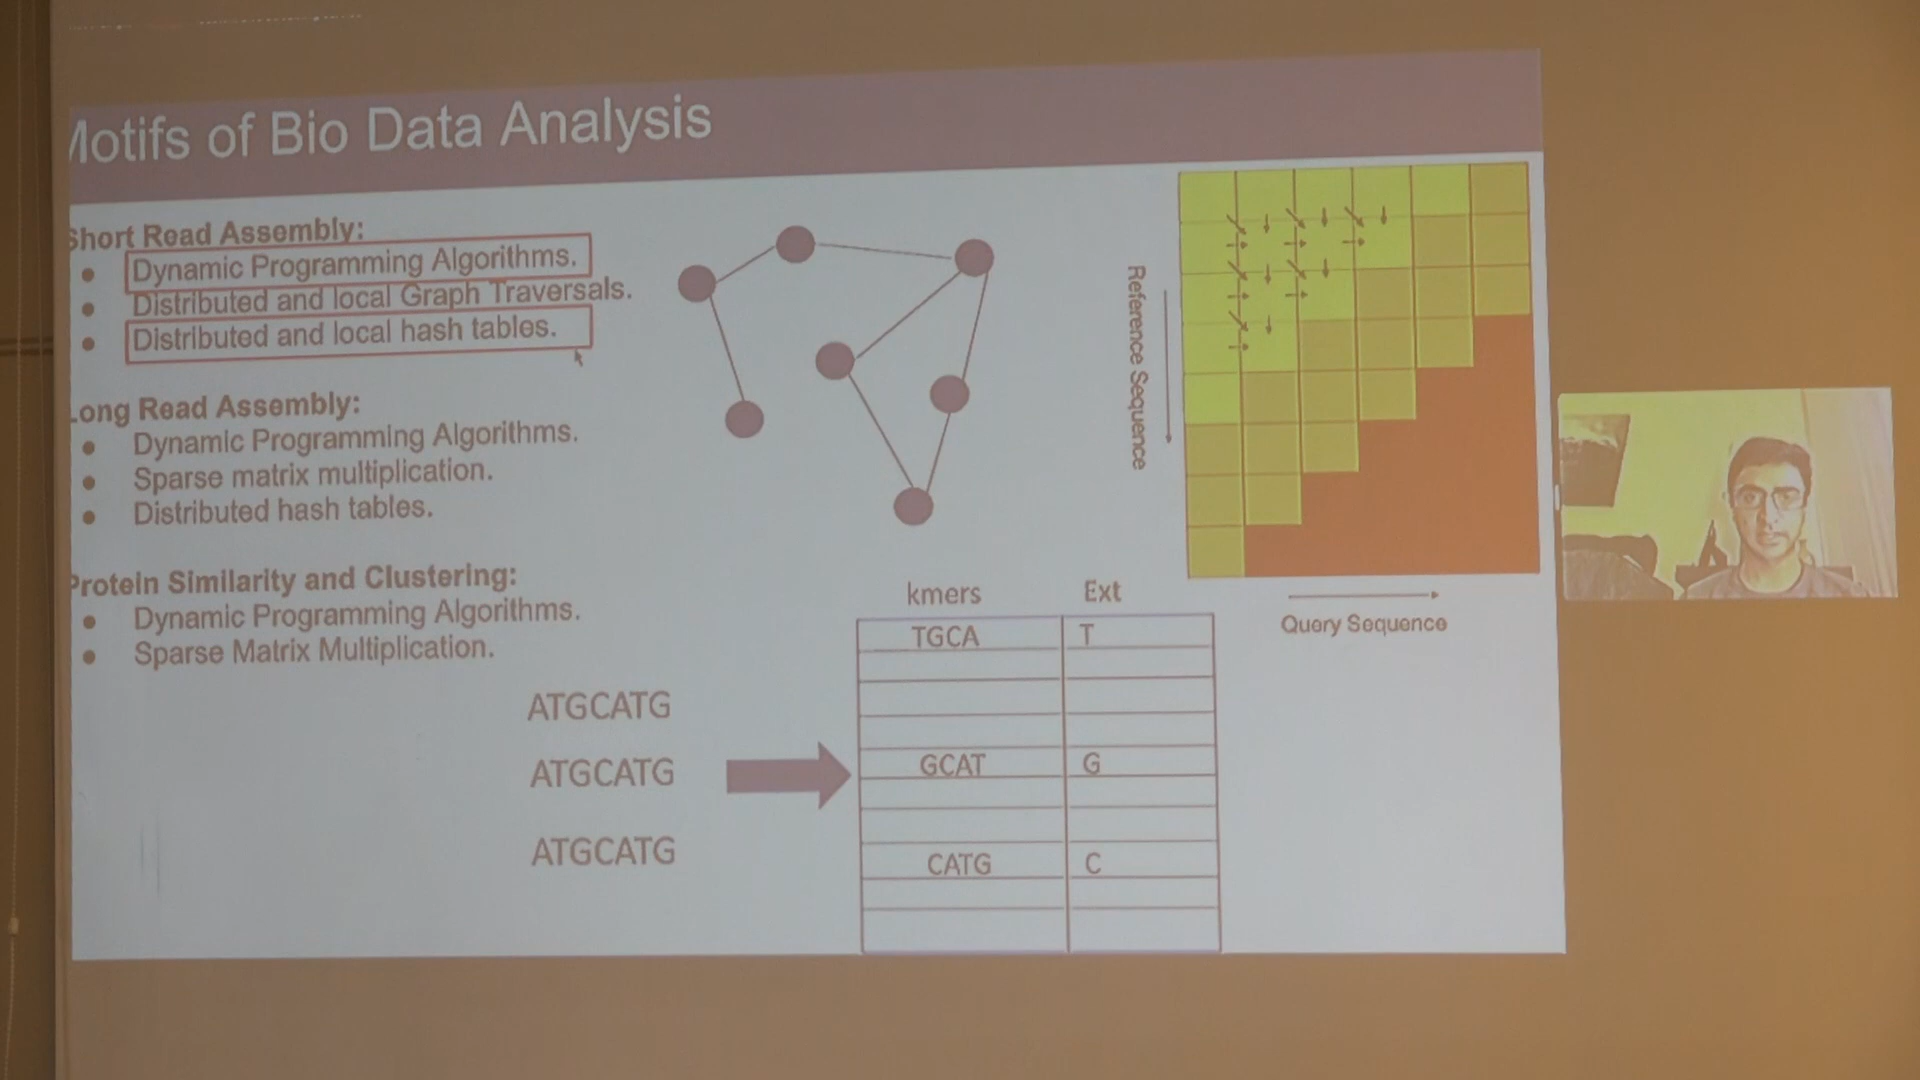 Motifs of Bio Data Analysis
Short Read Assembly:
Dynamic Programming Algorithms.
Distributed and local Graph Traversals.
Distributed and local hash tables.
Long Read Assembly:
Dynamic Programming Algorithms.
Sparse matrix multiplication.
Distributed hash tables.
Protein Similarity and Clustering:
Dynamic Programming Algorithms.
Sparse Matrix Multiplication.
Reference Sequence
Query Sequence
ATGCATG
ATGCATG
ATGCATG
kmers Ext
TGCA T
GCAT G
CATG C